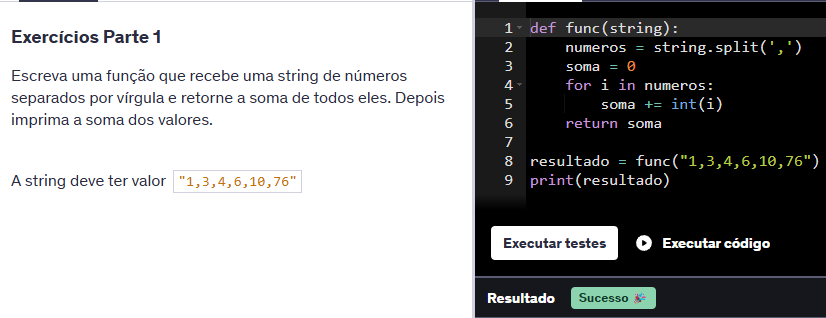 Exercícios Parte 1
Escreva uma função que recebe uma string de números
separados por vírgula e retorne a soma de todos eles. Depois
imprima a soma dos valores.
A string deve ter valor "1,3,4,6,10,76"
1 def func(string):
2     numeros = string.split(',')
3     soma = 0
4     for i in numeros:
5         soma += int(i)
6     return soma
7
8 resultado = func("1,3,4,6,10,76")
9 print(resultado)
Executar testes Executar código
Resultado Sucesso 🎉